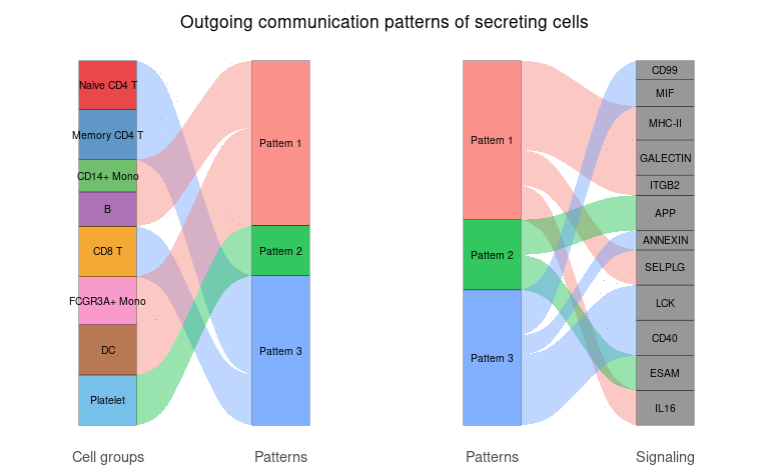 Outgoing communication patterns of secreting cells
Naive CD4 T
Memory CD4 T
CD14+ Mono
B
CD8 T
FCGR3A+ Mono
DC
Platelet
Pattern 1
Pattern 2
Pattern 3
Cell groups
Patterns
Pattern 1
Pattern 2
Pattern 3
CD99
MIF
MHC-II
GALECTIN
ITGB2
APP
ANNEXIN
SELPLG
LCK
CD40
ESAM
IL16
Patterns
Signaling